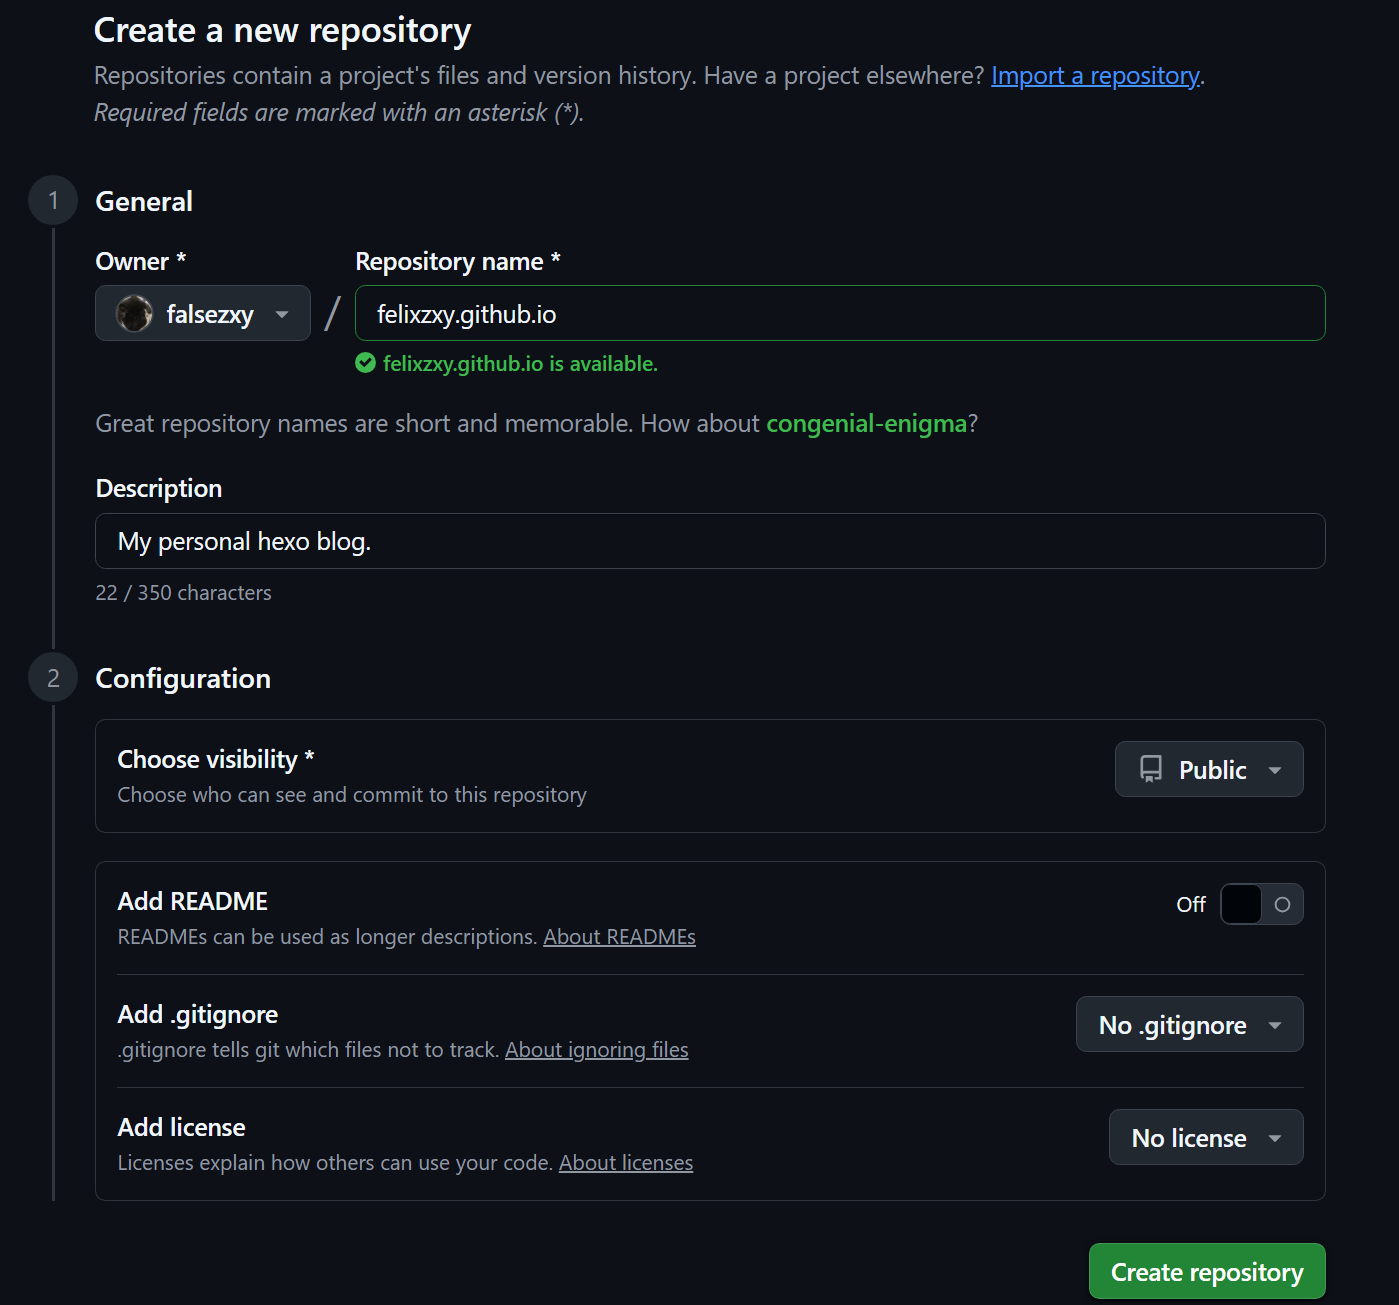 Create a new repository
Repositories contain a project's files and version history. Have a project elsewhere? Import a repository.
Required fields are marked with an asterisk (*).
1 General
Owner * Repository name *
falsezxy / felixzxy.github.io
felixzxy.github.io is available.
Great repository names are short and memorable. How about congenial-enigma?
Description
My personal hexo blog.
22 / 350 characters
2 Configuration
Choose visibility *
Choose who can see and commit to this repository
Public
Add README
READMEs can be used as longer descriptions. About READMEs
Off
Add .gitignore
.gitignore tells git which files not to track. About ignoring files
No .gitignore
Add license
Licenses explain how others can use your code. About licenses
No license
Create repository